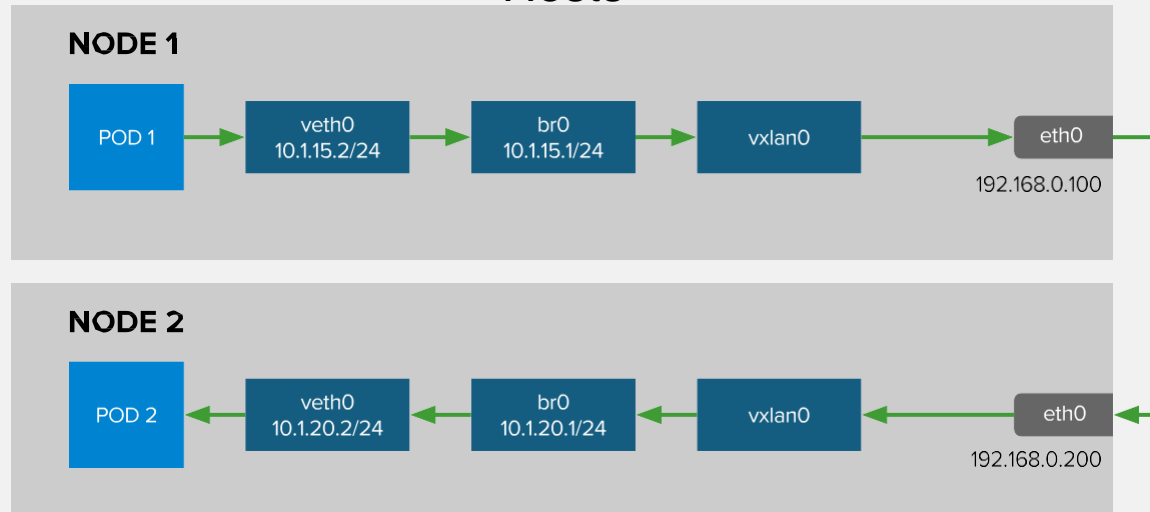 NODE 1
POD 1
veth0
10.1.15.2/24
br0
10.1.15.1/24
vxlan0
eth0
192.168.0.100
NODE 2
POD 2
veth0
10.1.20.2/24
br0
10.1.20.1/24
vxlan0
eth0
192.168.0.200